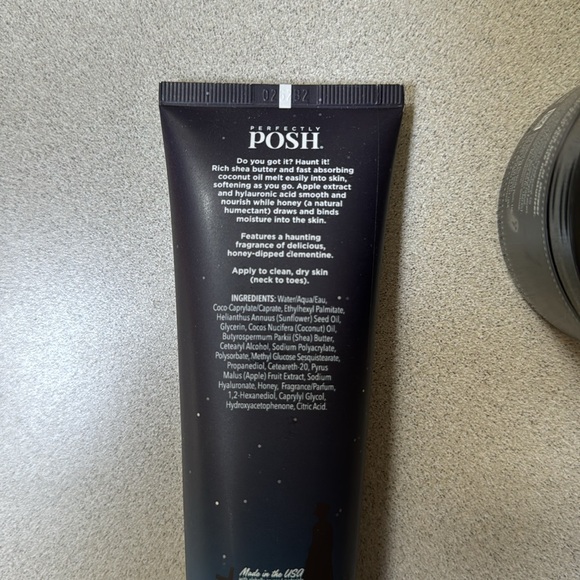 PERFECTLY
POSH®
Do you got it? Haunt it!
Rich shea butter and fast absorbing
coconut oil melt easily into skin,
softening as you go. Apple extract
and hylauronic acid smooth and
nourish while honey (a natural
humectant) draws and binds
moisture into the skin.
Features a haunting
fragrance of delicious,
honey-dipped clementine.
Apply to clean, dry skin
(neck to toes).
INGREDIENTS: Water/Aqua/Eau,
Coco-Caprylate/Caprate, Ethylhexyl Palmitate,
Helianthus Annuus (Sunflower) Seed Oil,
Glycerin, Cocos Nucifera (Coconut) Oil,
Butyrospermum Parkii (Shea) Butter,
Cetearyl Alcohol, Sodium Polyacrylate,
Polysorbate, Methyl Glucose Sesquistearate,
Propanediol, Ceteareth-20, Pyrus
Malus (Apple) Fruit Extract, Sodium
Hyaluronate, Honey, Fragrance/Parfum,
1,2-Hexanediol, Caprylyl Glycol,
Hydroxyacetophenone, Citric Acid.
Made in the USA